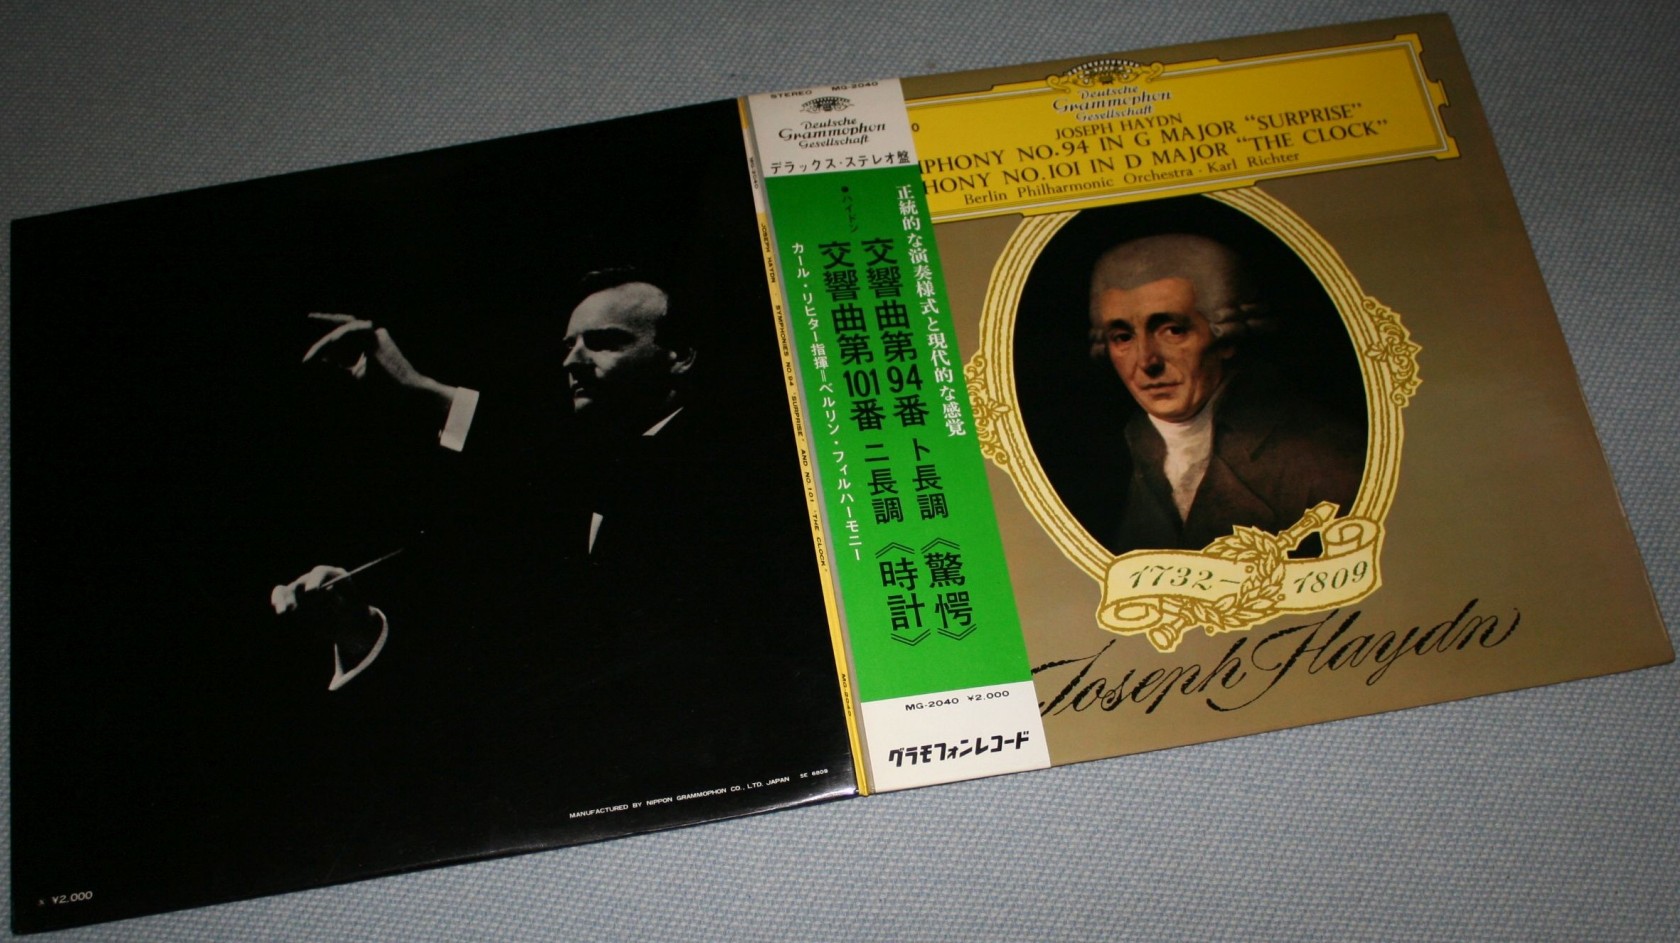 MANUFACTURED BY NIPPON GRAMMOPHON CO., LTD. JAPAN SE 6808
¥2.000
JOSEPH HAYDN SYMPHONIES NO.94 "SURPRISE" AND NO.101 "THE CLOCK"
MG-2040
STEREO MG-2040
Deutsche
Grammophon
Gesellschaft
デラックス・ステレオ盤
正統的な演奏様式と現代的な感覚
■ハイドン
交響曲第94番 ト長調 《驚愕》
交響曲第101番 ニ長調 《時計》
カール・リヒター指揮=ベルリン・フィルハーモニー
MG-2040 ¥2.000
グラモフォンレコード
Deutsche
Grammophon
Gesellschaft
JOSEPH HAYDN
PHONY NO.94 IN G MAJOR "SURPRISE"
HONY NO.101 IN D MAJOR "THE CLOCK"
Berlin Philharmonic Orchestra · Karl Richter
1732-1809
Joseph Haydn